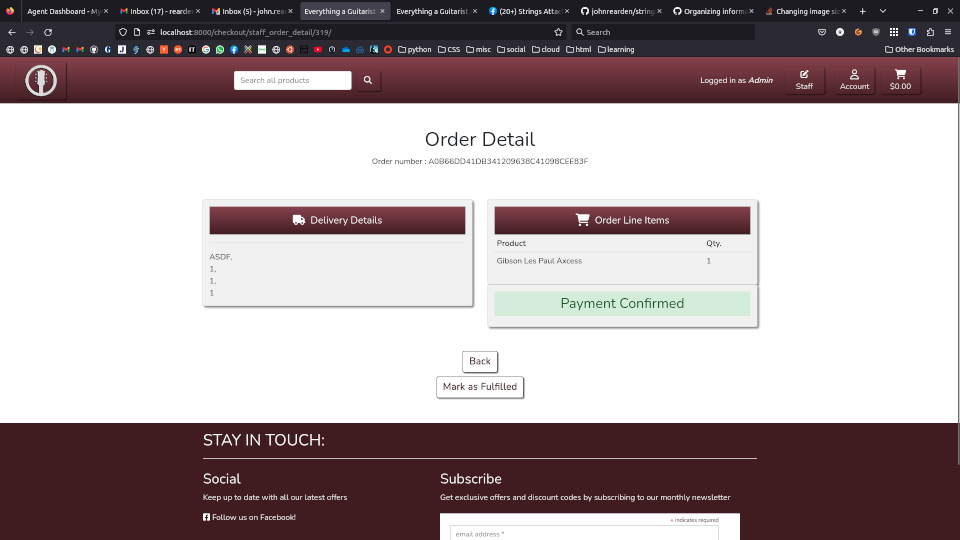 Agent Dashboard - My
Inbox (17) - rearden
Inbox (5) - john.rear
Everything a Guitarist
Everything a Guitarist
(20+) Strings Attac
johnrearden/string
Organizing informa
Changing image siz
localhost:8000/checkout/staff_order_detail/319/
Search
python
CSS
misc
social
cloud
html
learning
Other Bookmarks
Search all products
Logged in as Admin
Staff
Account
$0.00
Order Detail
Order number : A0B66DD41DB341209638C41098CEE83F
Delivery Details
ASDF,
1,
1,
1
Order Line Items
Product Qty.
Gibson Les Paul Axcess 1
Payment Confirmed
Back
Mark as Fulfilled
STAY IN TOUCH:
Social
Keep up to date with all our latest offers
Follow us on Facebook!
Subscribe
Get exclusive offers and discount codes by subscribing to our monthly newsletter
* indicates required
email address *